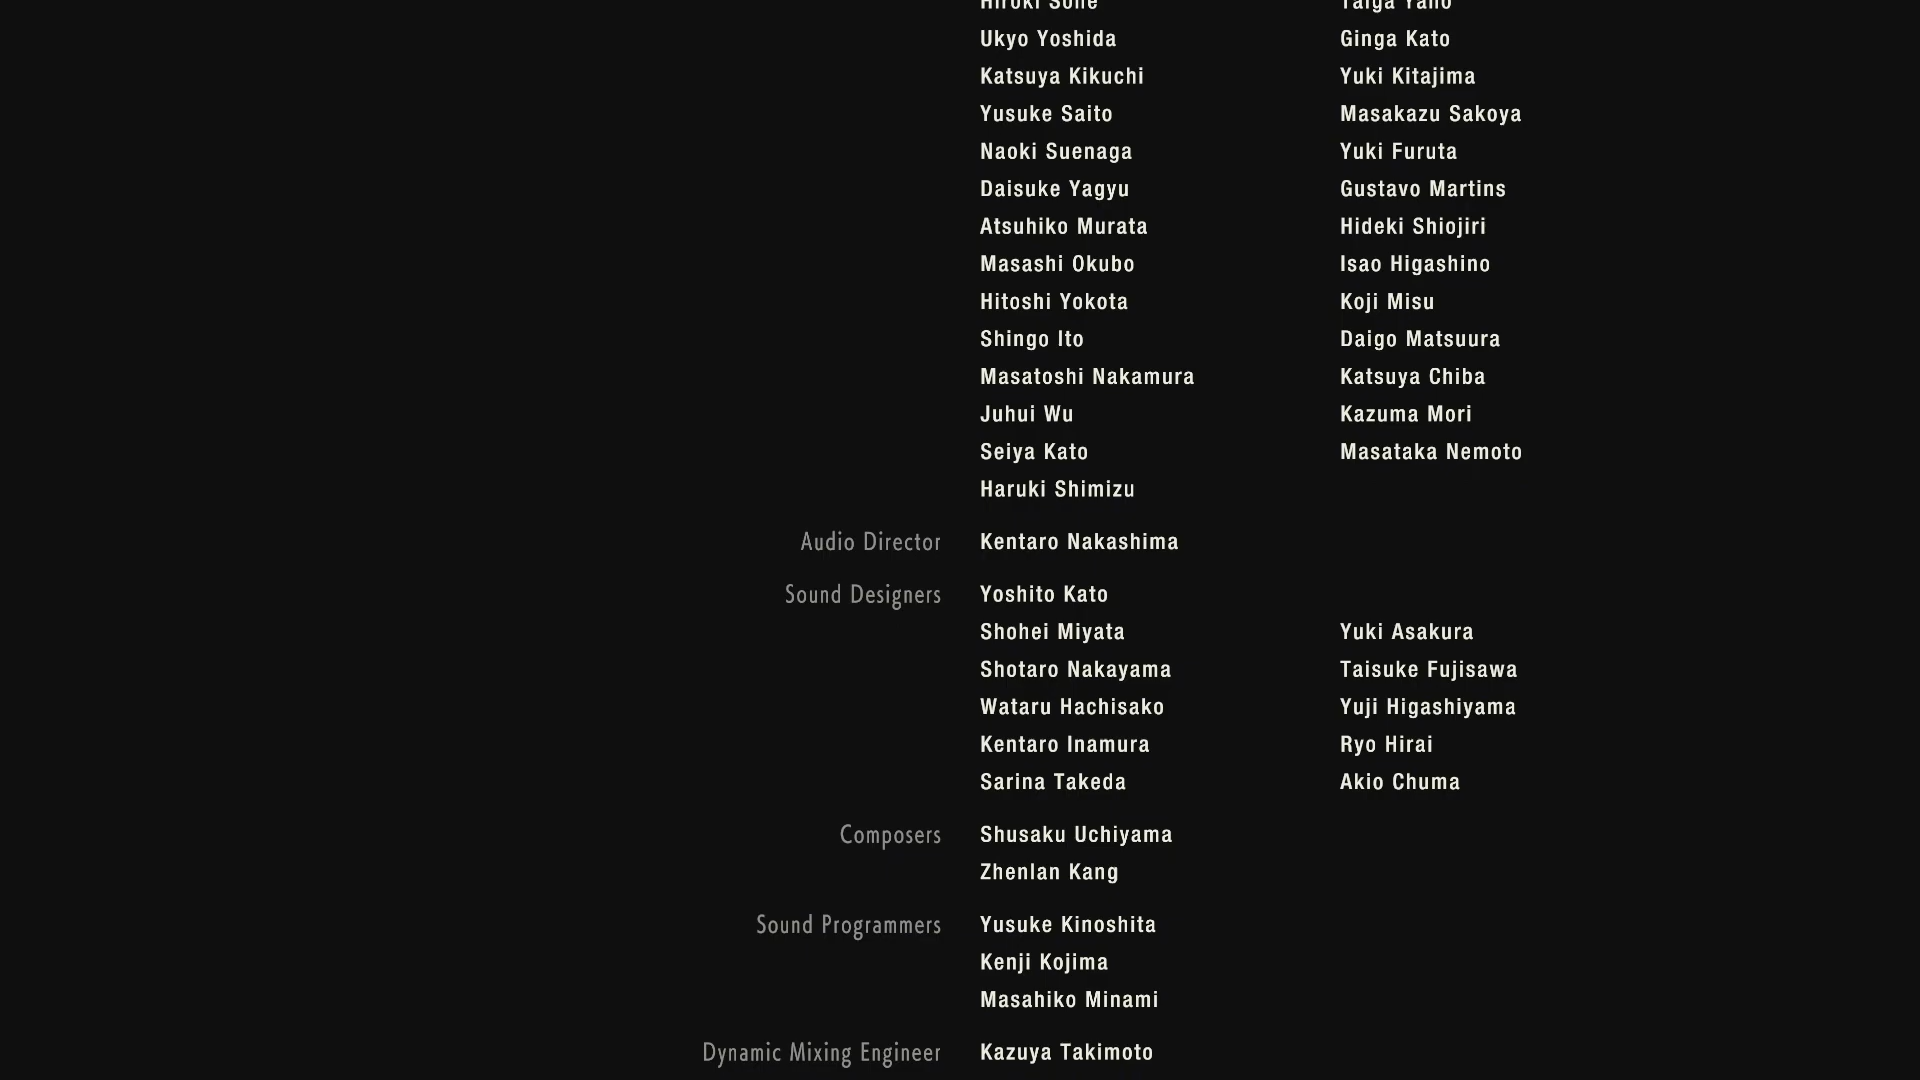 Hiroki Sone Taiga Yano
Ukyo Yoshida Ginga Kato
Katsuya Kikuchi Yuki Kitajima
Yusuke Saito Masakazu Sakoya
Naoki Suenaga Yuki Furuta
Daisuke Yagyu Gustavo Martins
Atsuhiko Murata Hideki Shiojiri
Masashi Okubo Isao Higashino
Hitoshi Yokota Koji Misu
Shingo Ito Daigo Matsuura
Masatoshi Nakamura Katsuya Chiba
Juhui Wu Kazuma Mori
Seiya Kato Masataka Nemoto
Haruki Shimizu
Audio Director Kentaro Nakashima
Sound Designers Yoshito Kato
Shohei Miyata Yuki Asakura
Shotaro Nakayama Taisuke Fujisawa
Wataru Hachisako Yuji Higashiyama
Kentaro Inamura Ryo Hirai
Sarina Takeda Akio Chuma
Composers Shusaku Uchiyama
Zhenlan Kang
Sound Programmers Yusuke Kinoshita
Kenji Kojima
Masahiko Minami
Dynamic Mixing Engineer Kazuya Takimoto